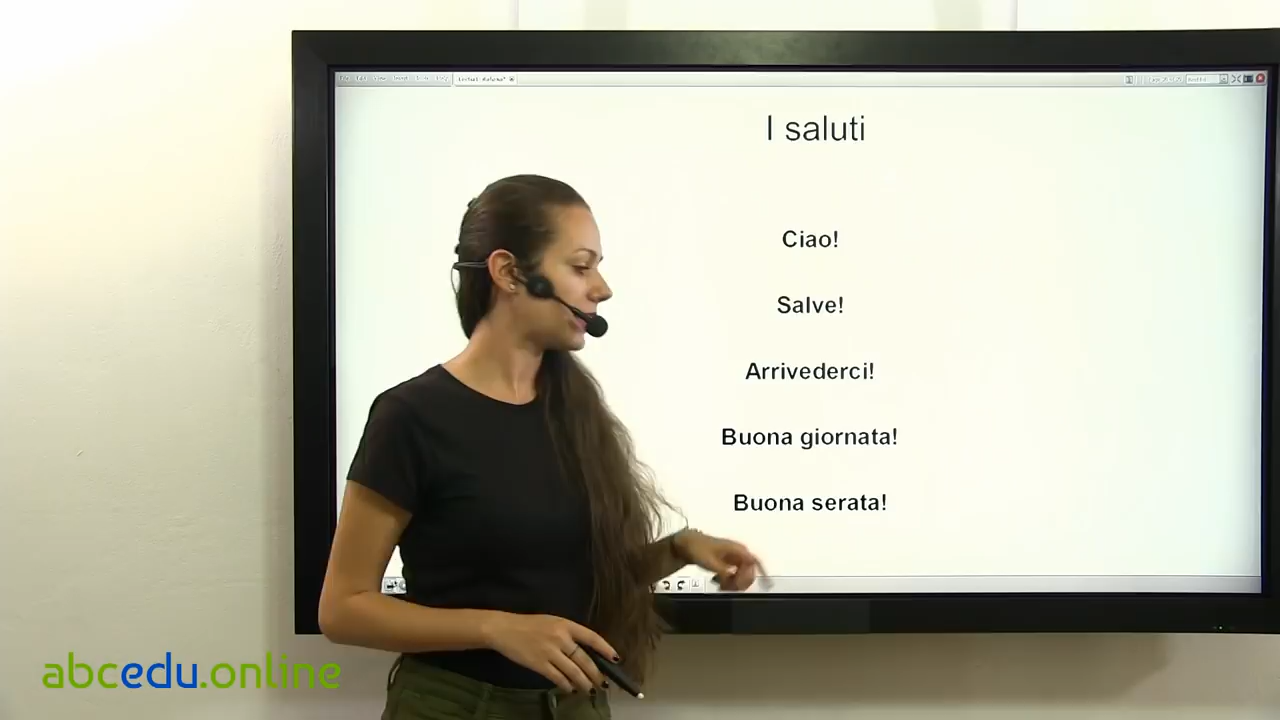 I saluti
Ciao!
Salve!
Arrivederci!
Buona giornata!
Buona serata!
abcedu.online